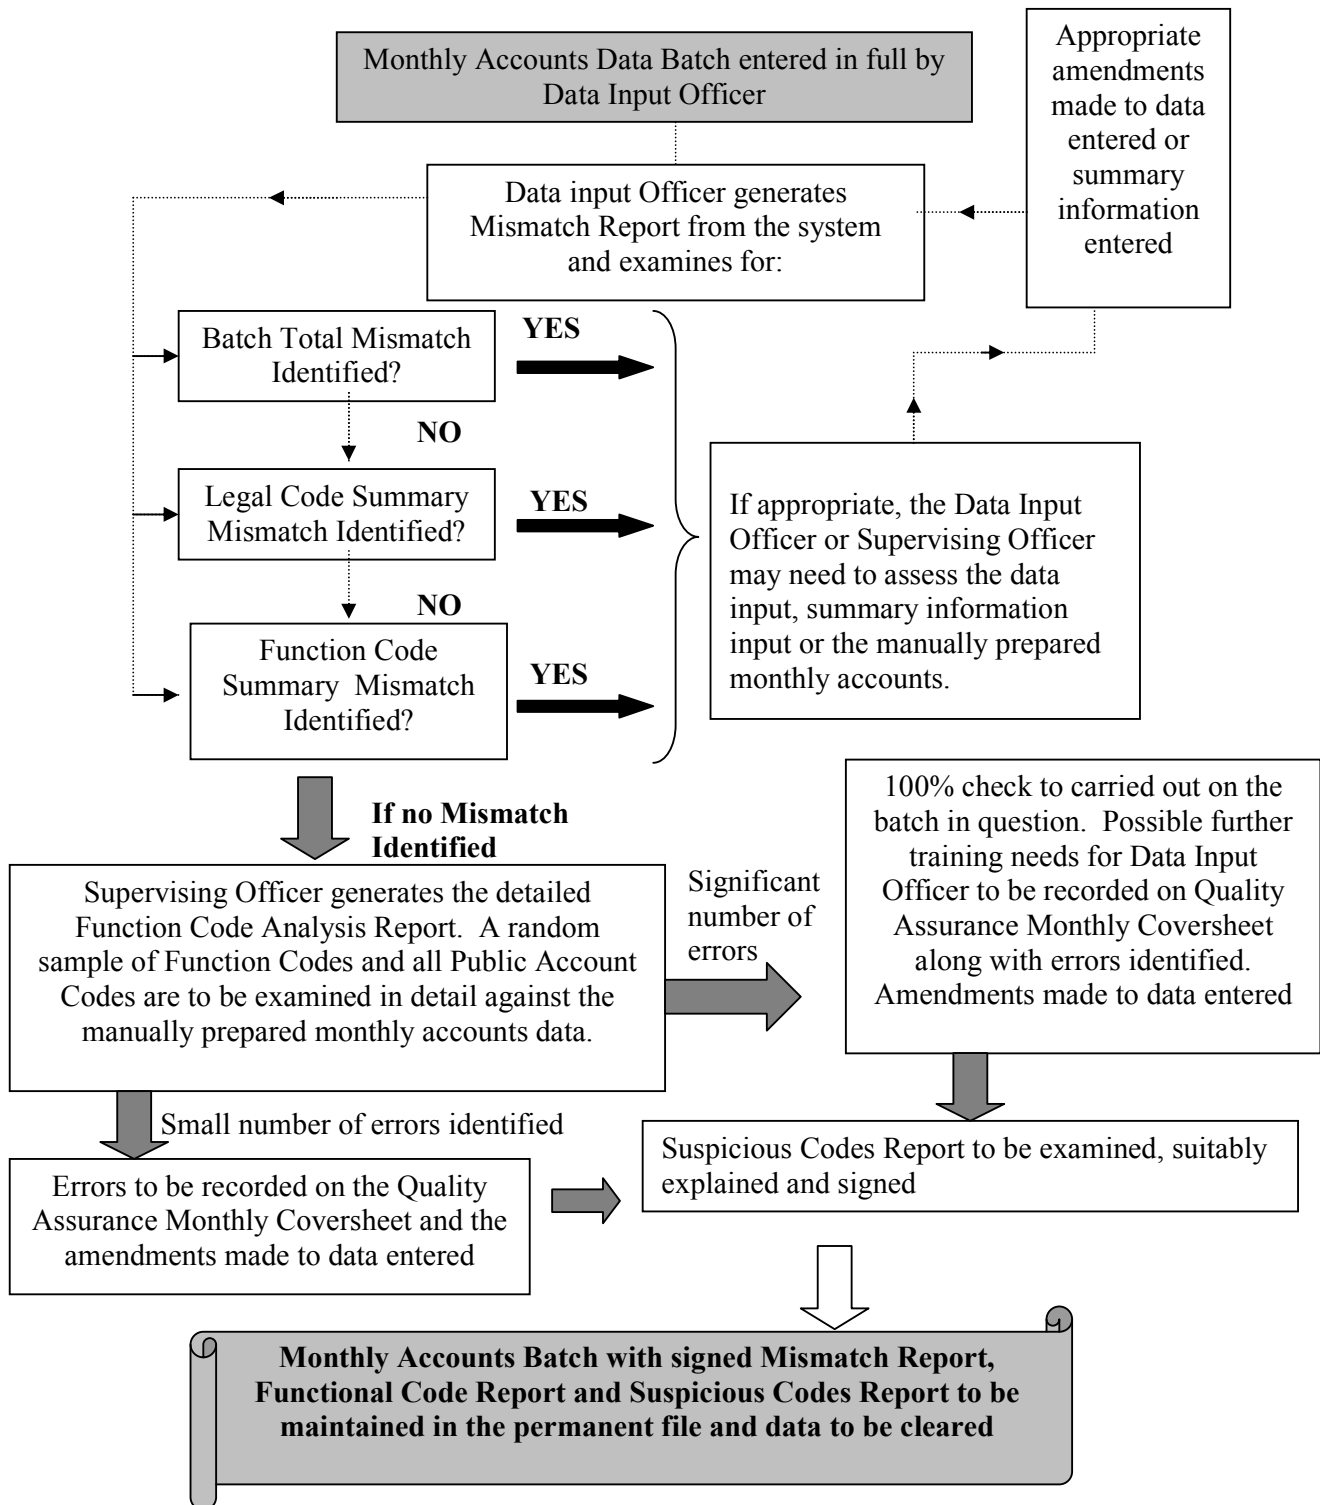 Monthly Accounts Data Batch entered in full by
Data Input Officer
Appropriate
amendments
made to data
entered or
summary
information
entered
Data input Officer generates
Mismatch Report from the system
and examines for:
Batch Total Mismatch
Identified?
YES
NO
Legal Code Summary
Mismatch Identified?
YES
NO
Function Code
Summary Mismatch
Identified?
YES
If appropriate, the Data Input
Officer or Supervising Officer
may need to assess the data
input, summary information
input or the manually prepared
monthly accounts.
If no Mismatch
Identified
Supervising Officer generates the detailed
Function Code Analysis Report. A random
sample of Function Codes and all Public Account
Codes are to be examined in detail against the
manually prepared monthly accounts data.
Significant
number of
errors
100% check to carried out on the
batch in question. Possible further
training needs for Data Input
Officer to be recorded on Quality
Assurance Monthly Coversheet
along with errors identified.
Amendments made to data entered
Small number of errors identified
Errors to be recorded on the Quality
Assurance Monthly Coversheet and the
amendments made to data entered
Suspicious Codes Report to be examined, suitably
explained and signed
Monthly Accounts Batch with signed Mismatch Report,
Functional Code Report and Suspicious Codes Report to be
maintained in the permanent file and data to be cleared